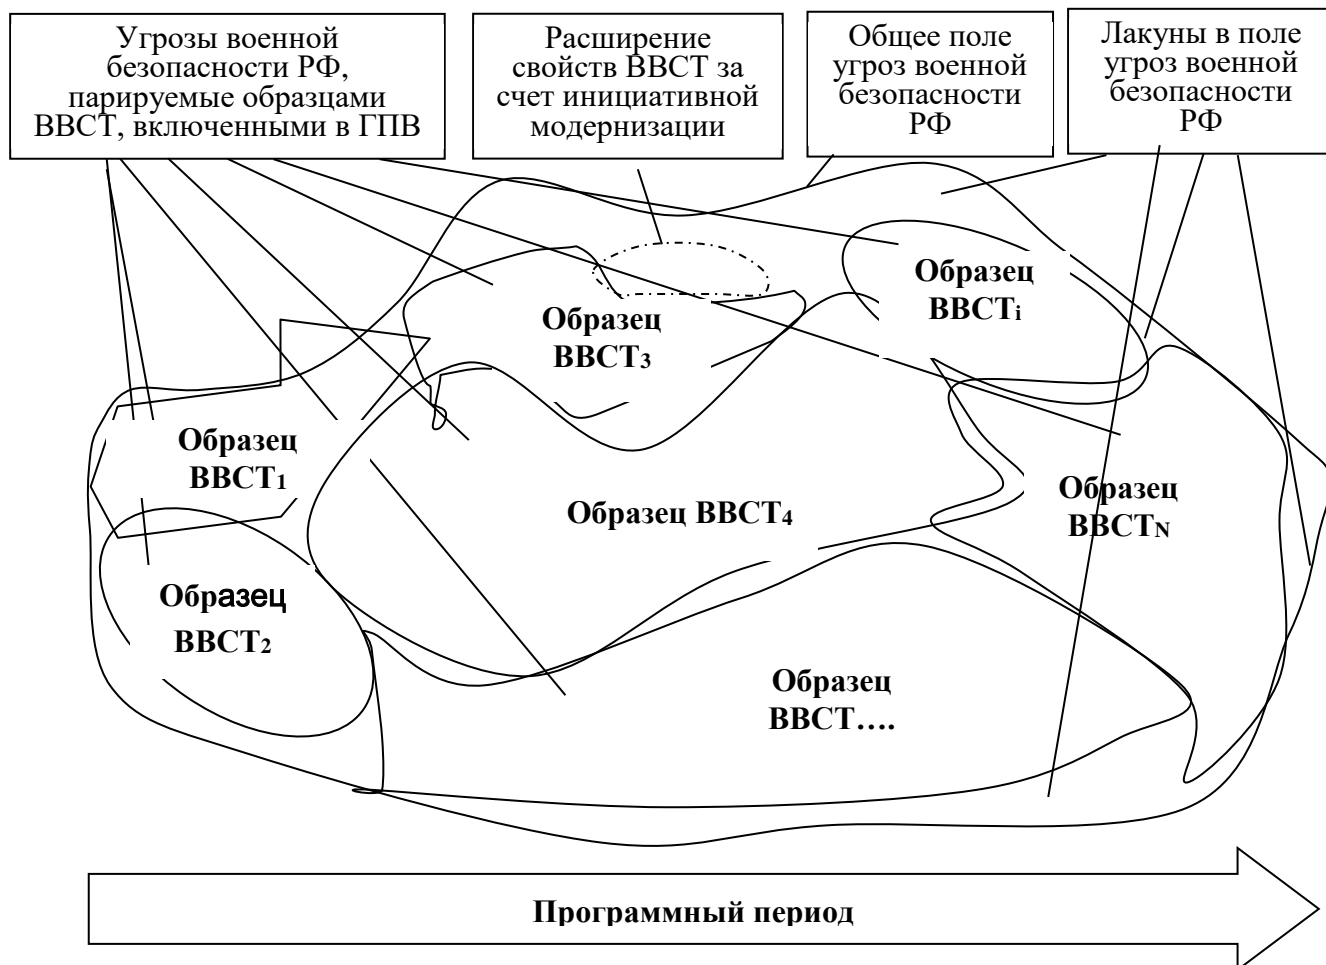 Угрозы военной
безопасности РФ,
парируемые образцами
ВВСТ, включенными в ГПВ
Расширение
свойств ВВСТ за
счет инициативной
модернизации
Общее поле
угроз военной
безопасности
РФ
Лакуны в поле
угроз военной
безопасности
РФ
Образец
ВВСТi
Образец
ВВСТ3
Образец
ВВСТ1
Образец ВВСТ4
Образец
ВВСТN
Образец
ВВСТ2
Образец
ВВСТ….
Программный период